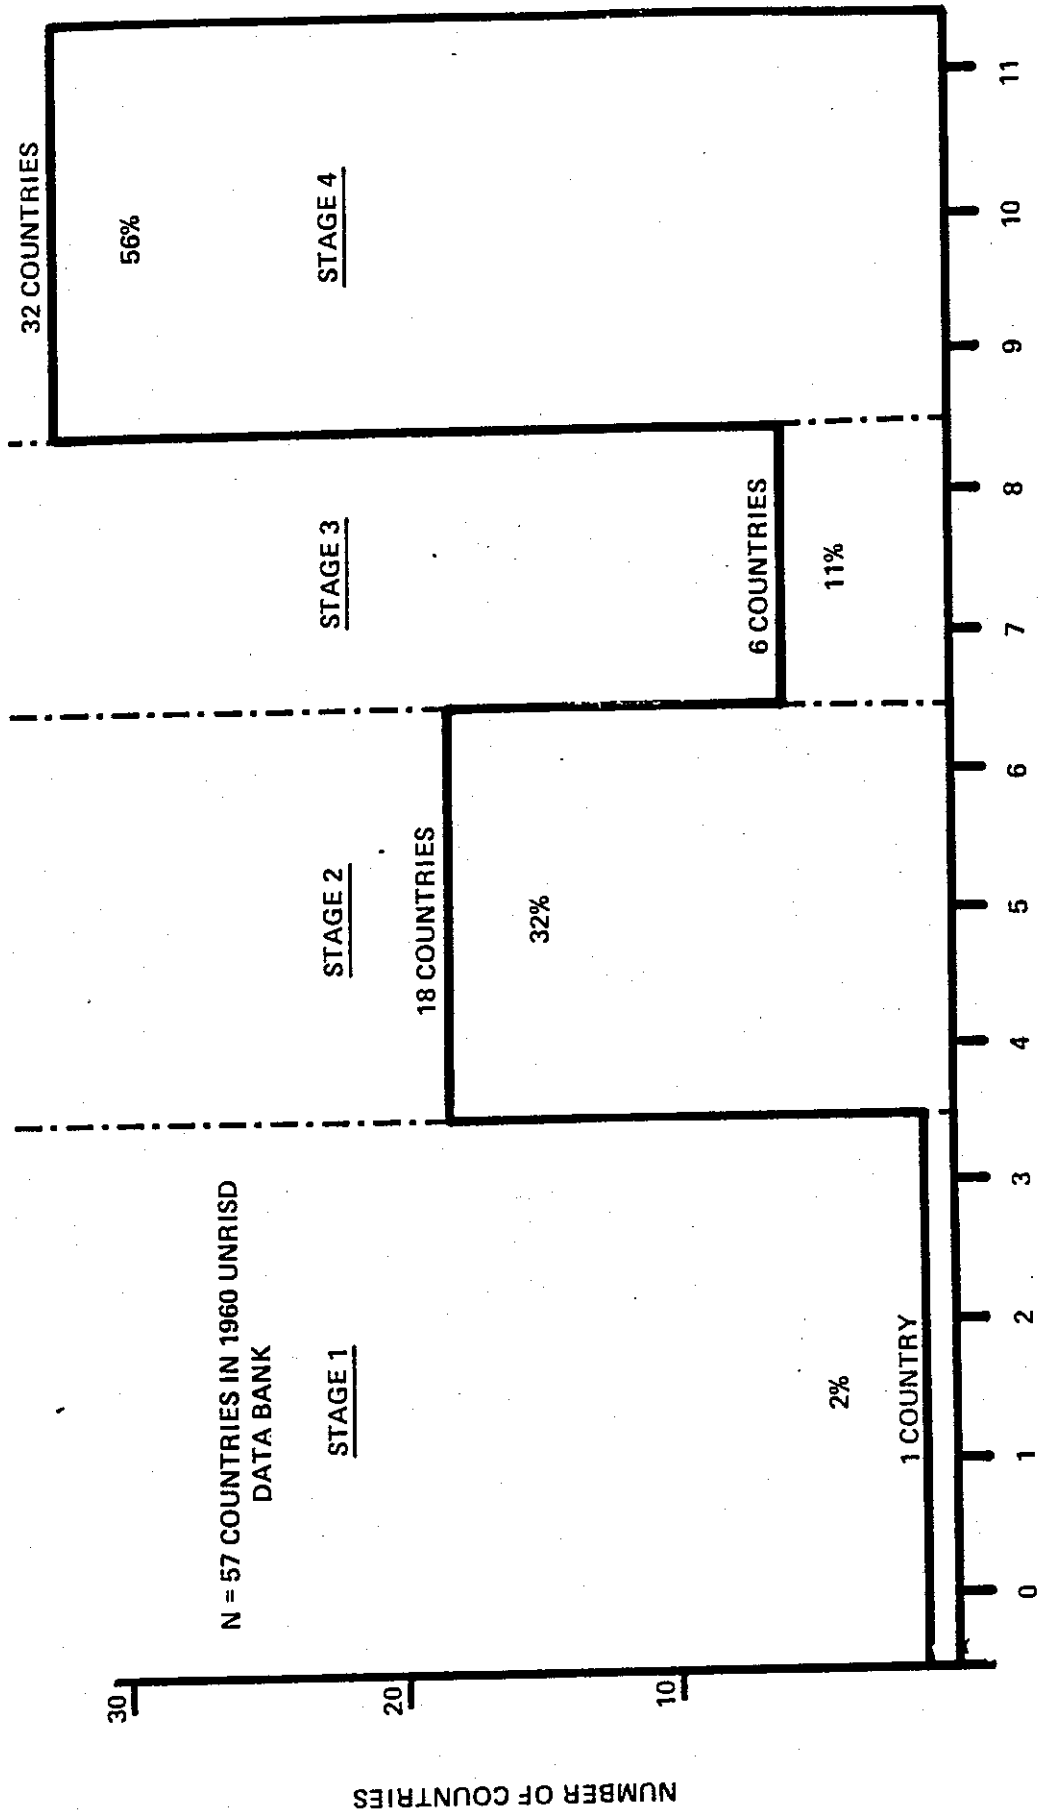 32 COUNTRIES
56%
N = 57 COUNTRIES IN 1960 UNRISD
DATA BANK
STAGE 1
STAGE 2
STAGE 3
STAGE 4
18 COUNTRIES
32%
6 COUNTRIES
11%
2%
1 COUNTRY
30
20
10
NUMBER OF COUNTRIES
0 1 2 3 4 5 6 7 8 9 10 11